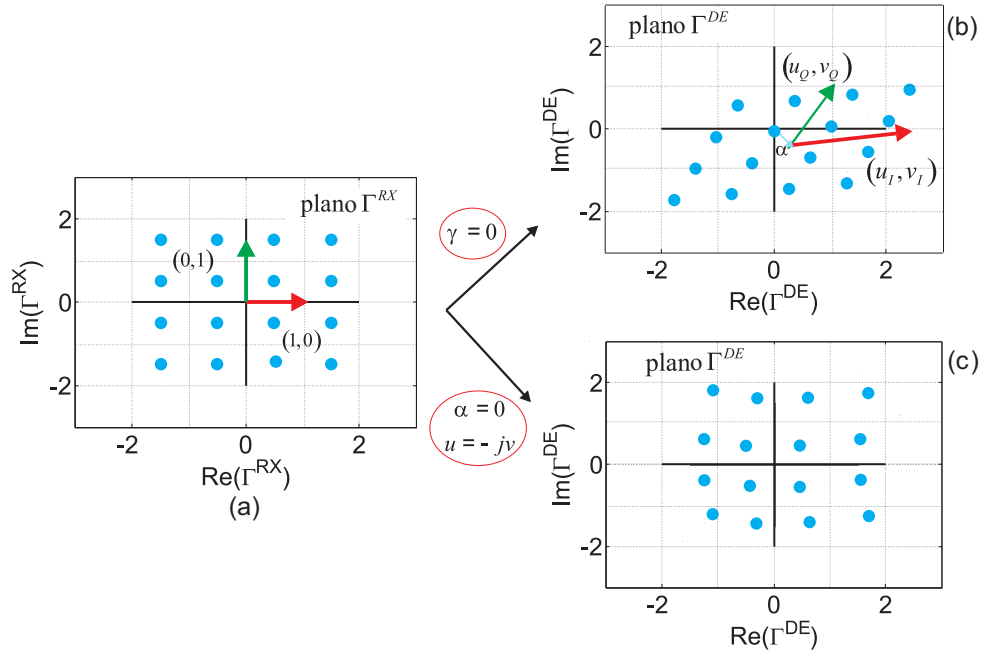 plano Γ^RX
2
0
-2
Im(Γ^RX)
(0,1)
(1,0)
-2
0
2
Re(Γ^RX)
(a)
γ = 0
α = 0
u = - jv
plano Γ^DE
(b)
2
0
-2
Im(Γ^DE)
(u_Q, v_Q)
α
(u_I, v_I)
-2
0
2
Re(Γ^DE)
plano Γ^DE
(c)
2
0
-2
Im(Γ^DE)
-2
0
2
Re(Γ^DE)